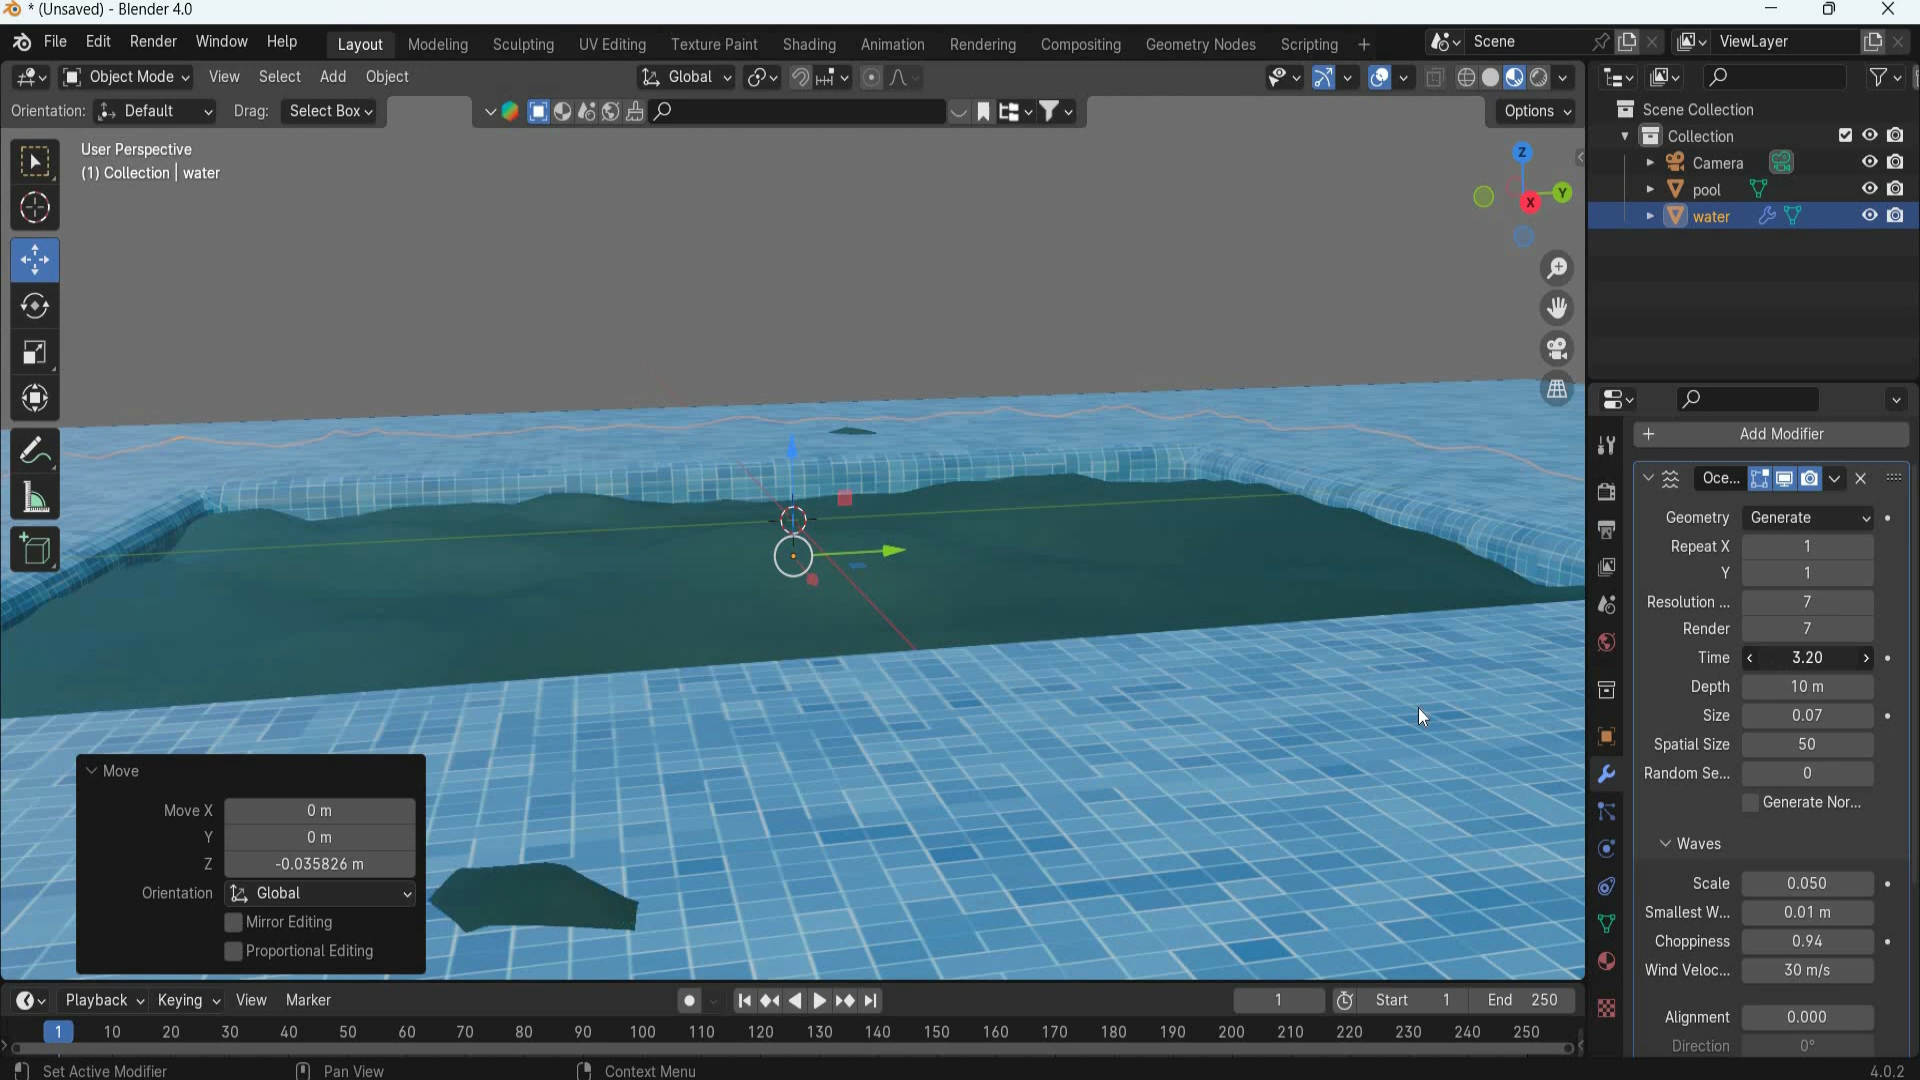 * (Unsaved) - Blender 4.0
File Edit Render Window Help Layout Modeling Sculpting UV Editing Texture Paint Shading Animation Rendering Compositing Geometry Nodes Scripting + Scene ViewLayer
Object Mode View Select Add Object Global
Orientation: Default Drag: Select Box Options
User Perspective
(1) Collection | water
Z
Y
X
Scene Collection
Collection
Camera
pool
water
Add Modifier
Oce...
Geometry Generate
Repeat X 1
Y 1
Resolution ... 7
Render 7
Time 3.20
Depth 10 m
Size 0.07
Spatial Size 50
Random Se... 0
Generate Nor...
Waves
Scale 0.050
Smallest W... 0.01 m
Choppiness 0.94
Wind Veloc... 30 m/s
Alignment 0.000
Direction 0°
Move
Move X 0 m
Y 0 m
Z -0.035826 m
Orientation Global
Mirror Editing
Proportional Editing
Playback Keying View Marker 1 Start 1 End 250
1 10 20 30 40 50 60 70 80 90 100 110 120 130 140 150 160 170 180 190 200 210 220 230 240 250
Set Active Modifier Pan View Context Menu 4.0.2